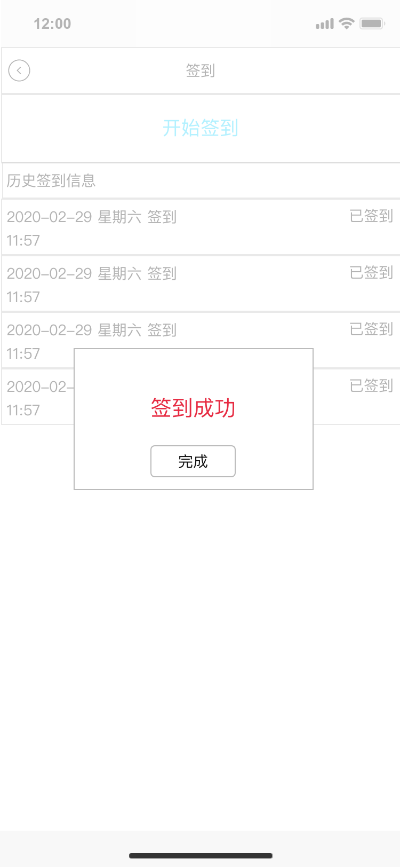 12:00
签到
开始签到
历史签到信息
2020-02-29 星期六 签到 已签到
11:57
2020-02-29 星期六 签到 已签到
11:57
2020-02-29 星期六 签到 已签到
11:57
2020-02- 已签到
11:57
签到成功
完成